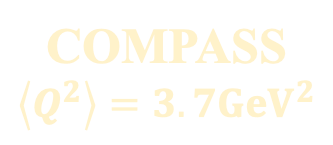 COMPASS
⟨Q²⟩ = 3.7GeV²